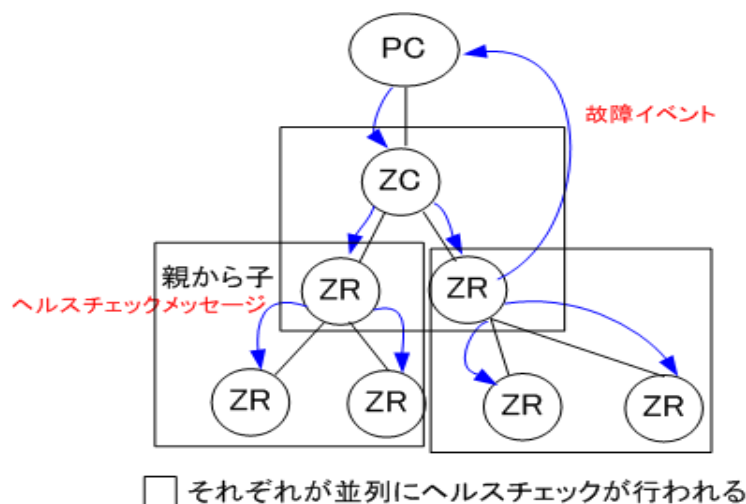 PC
故障イベント
ZC
親から子
ZR
ZR
ヘルスチェックメッセージ
ZR
ZR
ZR
ZR
それぞれが並列にヘルスチェックが行われる